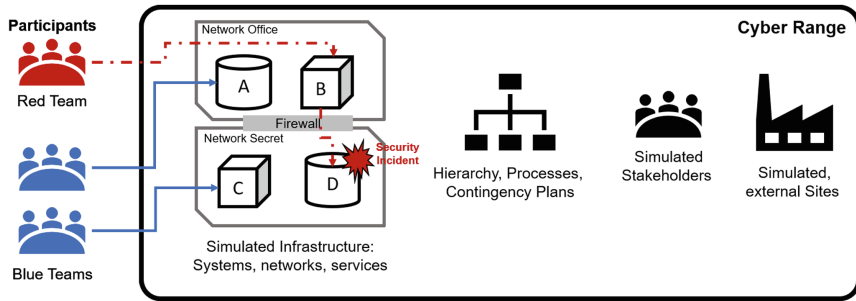 Participants
Red Team
Blue Teams
Cyber Range
Network Office
A
B
Firewall
Network Secret
Security
Incident
C
D
Simulated Infrastructure:
Systems, networks, services
Hierarchy, Processes,
Contingency Plans
Simulated
Stakeholders
Simulated,
external Sites